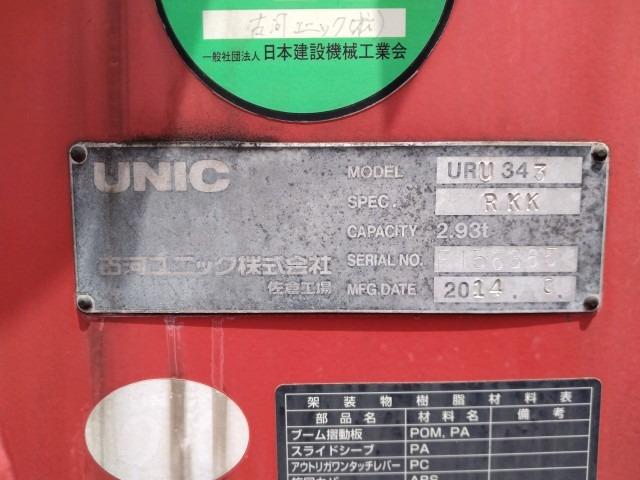 古河ユニック(株)
一般社団法人 日本建設機械工業会
UNIC
MODEL URU343
SPEC. RKK
CAPACITY 2.93t
古河ユニック株式会社
SERIAL NO.
佐倉工場
MFG.DATE 2014.
架装物樹脂材料表
部品名 材料名 備考
ブーム摺動板 POM, PA
スライドシーブ PA
アウトリガワンタッチレバー PC
ABS